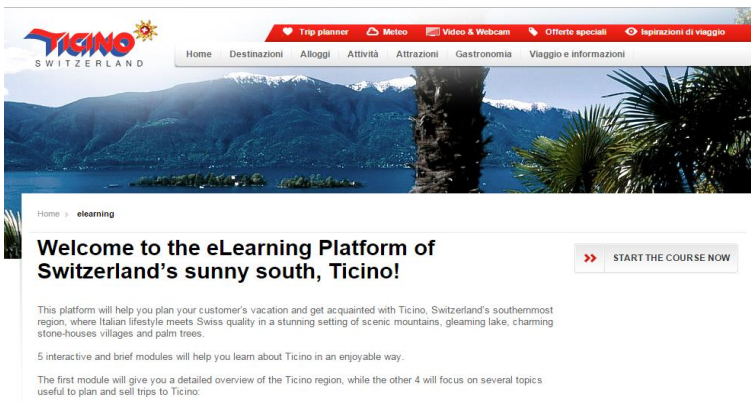 TICINO
SWITZERLAND
Trip planner Meteo Video & Webcam Offerte speciali Ispirazioni di viaggio
Home Destinazioni Alloggi Attività Attrazioni Gastronomia Viaggio e informazioni
Home > elearning
Welcome to the eLearning Platform of
Switzerland's sunny south, Ticino!
START THE COURSE NOW
This platform will help you plan your customer's vacation and get acquainted with Ticino, Switzerland's southernmost
region, where Italian lifestyle meets Swiss quality in a stunning setting of scenic mountains, gleaming lake, charming
stone-houses villages and palm trees.
5 interactive and brief modules will help you learn about Ticino in an enjoyable way.
The first module will give you a detailed overview of the Ticino region, while the other 4 will focus on several topics
useful to plan and sell trips to Ticino: